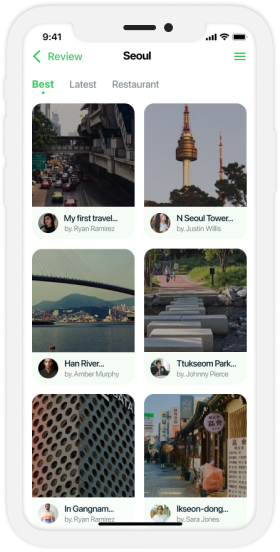 9:41
Review
Seoul
Best Latest Restaurant
My first travel...
by. Ryan Ramirez
N Seoul Tower...
by. Justin Willis
Han River...
by. Amber Murphy
Ttukseom Park...
by. Johnny Pierce
In Gangnam...
by. Ryan Ramirez
Ikseon-dong...
by. Sara Jones